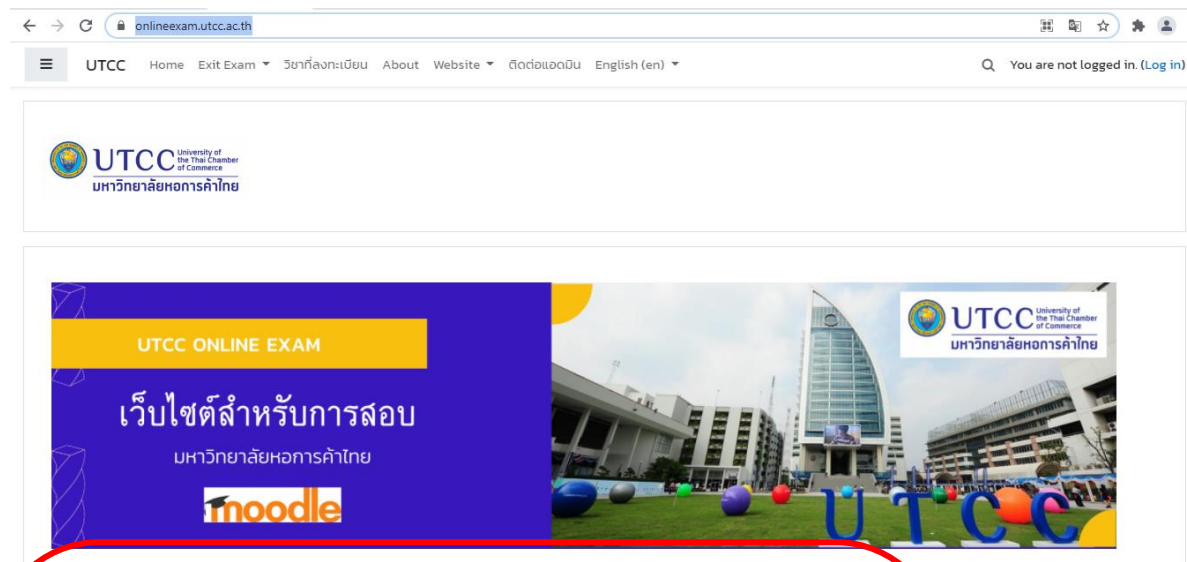 onlineexam.utcc.ac.th
UTCC Home Exit Exam วิชาที่ลงทะเบียน About Website ติดต่อแอดมิน English (en) You are not logged in. (Log in)
UTCC University of the Thai Chamber of Commerce
มหาวิทยาลัยหอการค้าไทย
UTCC ONLINE EXAM
เว็บไซต์สำหรับการสอบ
มหาวิทยาลัยหอการค้าไทย
moodle
UTCC University of the Thai Chamber of Commerce
มหาวิทยาลัยหอการค้าไทย
UTCC